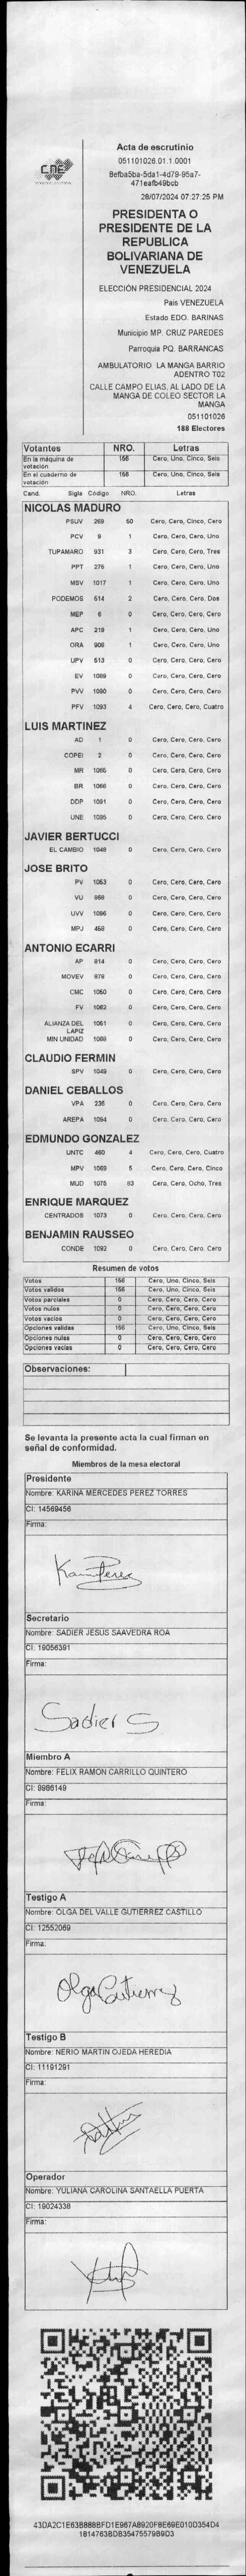 CNE
Acta de escrutinio
051101026.01.1.0001
8efba5ba-5da1-4d79-95a7-
471eafb49bcb
28/07/2024 07:27:25 PM
PRESIDENTA O
PRESIDENTE DE LA
REPUBLICA
BOLIVARIANA DE
VENEZUELA
ELECCIÓN PRESIDENCIAL 2024
Pais VENEZUELA
Estado EDO. BARINAS
Municipio MP. CRUZ PAREDES
Parroquia PQ. BARRANCAS
AMBULATORIO LA MANGA BARRIO
ADENTRO T02
CALLE CAMPO ELIAS, AL LADO DE LA
MANGA DE COLEO SECTOR LA
MANGA
051101026
188 Electores
Votantes NRO. Letras
En la máquina de votación 156 Cero, Uno, Cinco, Seis
En el cuaderno de votación 156 Cero, Uno, Cinco, Seis
Cand. Sigla Código NRO. Letras
NICOLAS MADURO
PSUV 269 50 Cero, Cero, Cinco, Cero
PCV 9 1 Cero, Cero, Cero, Uno
TUPAMARO 931 3 Cero, Cero, Cero, Tres
PPT 275 1 Cero, Cero, Cero, Uno
MSV 1017 1 Cero, Cero, Cero, Uno
PODEMOS 514 2 Cero, Cero, Cero, Dos
MEP 6 0 Cero, Cero, Cero, Cero
APC 219 1 Cero, Cero, Cero, Uno
ORA 906 1 Cero, Cero, Cero, Uno
UPV 513 0 Cero, Cero, Cero, Cero
EV 1089 0 Cero, Cero, Cero, Cero
PVV 1090 0 Cero, Cero, Cero, Cero
PFV 1093 4 Cero, Cero, Cero, Cuatro
LUIS MARTINEZ
AD 1 0 Cero, Cero, Cero, Cero
COPEI 2 0 Cero, Cero, Cero, Cero
MR 1065 0 Cero, Cero, Cero, Cero
BR 1066 0 Cero, Cero, Cero, Cero
DDP 1091 0 Cero, Cero, Cero, Cero
UNE 1095 0 Cero, Cero, Cero, Cero
JAVIER BERTUCCI
EL CAMBIO 1048 0 Cero, Cero, Cero, Cero
JOSE BRITO
PV 1053 0 Cero, Cero, Cero, Cero
VU 868 0 Cero, Cero, Cero, Cero
UVV 1096 0 Cero, Cero, Cero, Cero
MPJ 458 0 Cero, Cero, Cero, Cero
ANTONIO ECARRI
AP 814 0 Cero, Cero, Cero, Cero
MOVEV 878 0 Cero, Cero, Cero, Cero
CMC 1050 0 Cero, Cero, Cero, Cero
FV 1062 0 Cero, Cero, Cero, Cero
ALIANZA DEL LAPIZ 1051 0 Cero, Cero, Cero, Cero
MIN UNIDAD 1088 0 Cero, Cero, Cero, Cero
CLAUDIO FERMIN
SPV 1049 0 Cero, Cero, Cero, Cero
DANIEL CEBALLOS
VPA 236 0 Cero, Cero, Cero, Cero
AREPA 1094 0 Cero, Cero, Cero, Cero
EDMUNDO GONZALEZ
UNTC 460 4 Cero, Cero, Cero, Cuatro
MPV 1069 5 Cero, Cero, Cero, Cinco
MUD 1075 83 Cero, Cero, Ocho, Tres
ENRIQUE MARQUEZ
CENTRADOS 1073 0 Cero, Cero, Cero, Cero
BENJAMIN RAUSSEO
CONDE 1092 0 Cero, Cero, Cero, Cero
Resumen de votos
Votos 156 Cero, Uno, Cinco, Seis
Votos validos 156 Cero, Uno, Cinco, Seis
Votos parciales 0 Cero, Cero, Cero, Cero
Votos nulos 0 Cero, Cero, Cero, Cero
Votos vacios 0 Cero, Cero, Cero, Cero
Opciones validas 156 Cero, Uno, Cinco, Seis
Opciones nulas 0 Cero, Cero, Cero, Cero
Opciones vacias 0 Cero, Cero, Cero, Cero
Observaciones:
Se levanta la presente acta la cual firman en
señal de conformidad.
Miembros de la mesa electoral
Presidente
Nombre: KARINA MERCEDES PEREZ TORRES
CI: 14569456
Firma:
Secretario
Nombre: SADIER JESUS SAAVEDRA ROA
CI: 19056391
Firma:
Sadier S
Miembro A
Nombre: FELIX RAMON CARRILLO QUINTERO
CI: 9986149
Firma:
Testigo A
Nombre: OLGA DEL VALLE GUTIERREZ CASTILLO
CI: 12552069
Firma:
Olga Gutierrez
Testigo B
Nombre: NERIO MARTIN OJEDA HEREDIA
CI: 11191291
Firma:
Operador
Nombre: YULIANA CAROLINA SANTAELLA PUERTA
CI: 19024338
Firma:
43DA2C1E63B888BFD1E967A8920F8E69E010D354D4
1814763BDB35475579B9D3